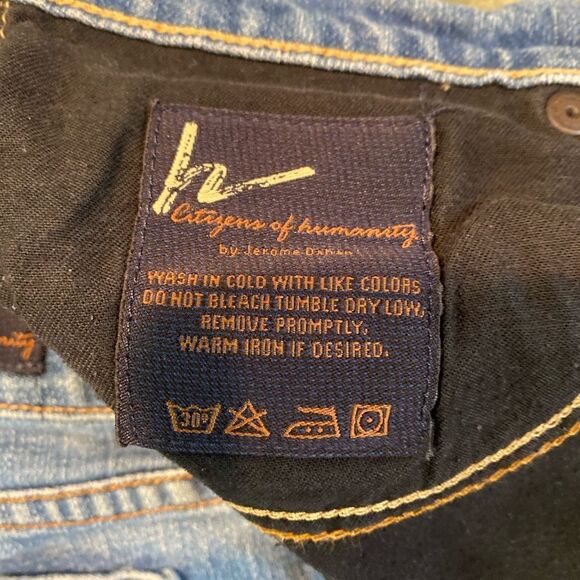 h
Citizens of humanity
by Jerome Dahan
WASH IN COLD WITH LIKE COLORS
DO NOT BLEACH TUMBLE DRY LOW,
REMOVE PROMPTLY,
WARM IRON IF DESIRED.
30°